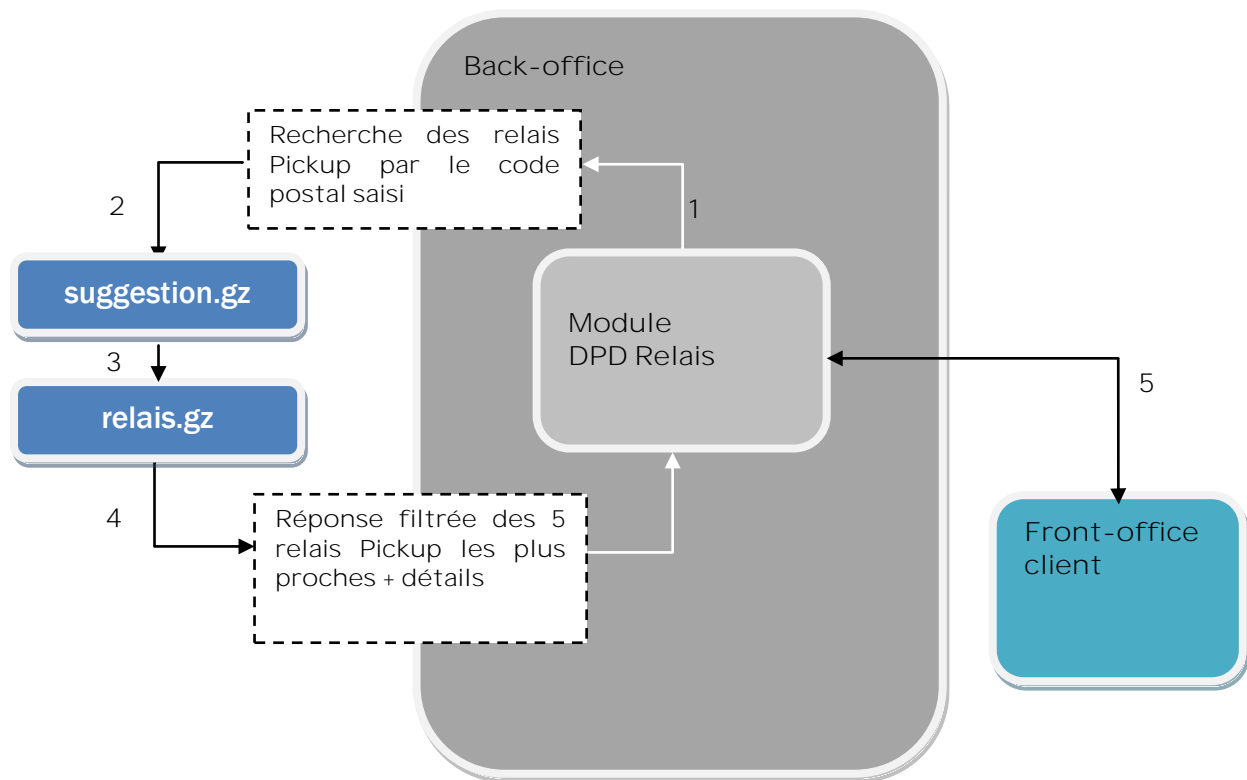 Back-office
Recherche des relais
Pickup par le code
postal saisi
2
1
suggestion.gz
Module
DPD Relais
3
5
relais.gz
4
Réponse filtrée des 5
relais Pickup les plus
proches + détails
Front-office
client